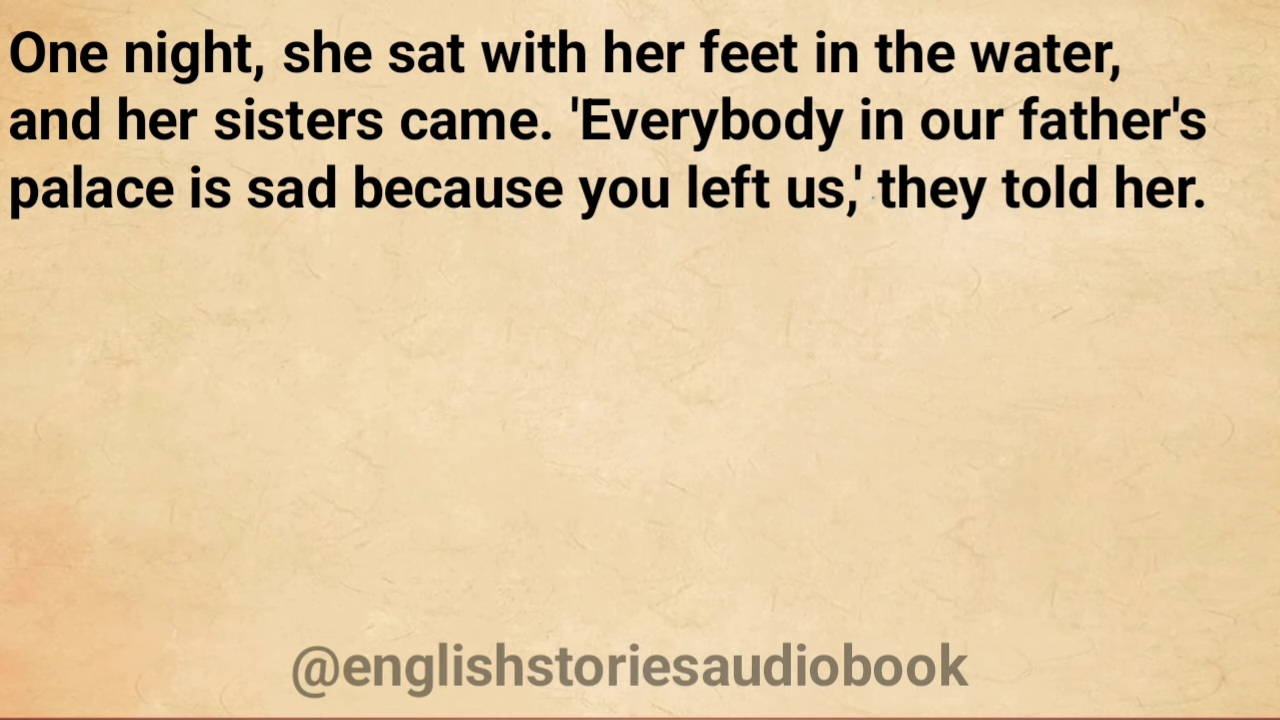 One night, she sat with her feet in the water,
and her sisters came. 'Everybody in our father's
palace is sad because you left us,' they told her.
@englishstoriesaudiobook